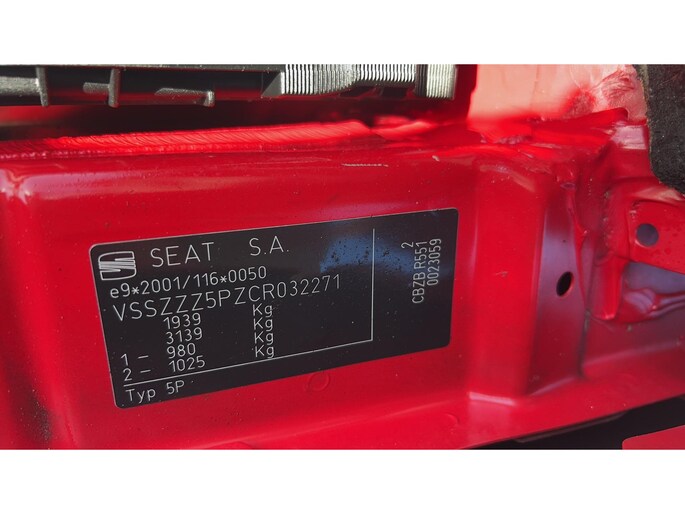 SEAT S.A.
e9*2001/116*0050
VSSZZZ5PZCR032271
1939 Kg
3139 Kg
1 - 980 Kg
2 - 1025 Kg
Typ 5P
2
CBZB R551
0023059